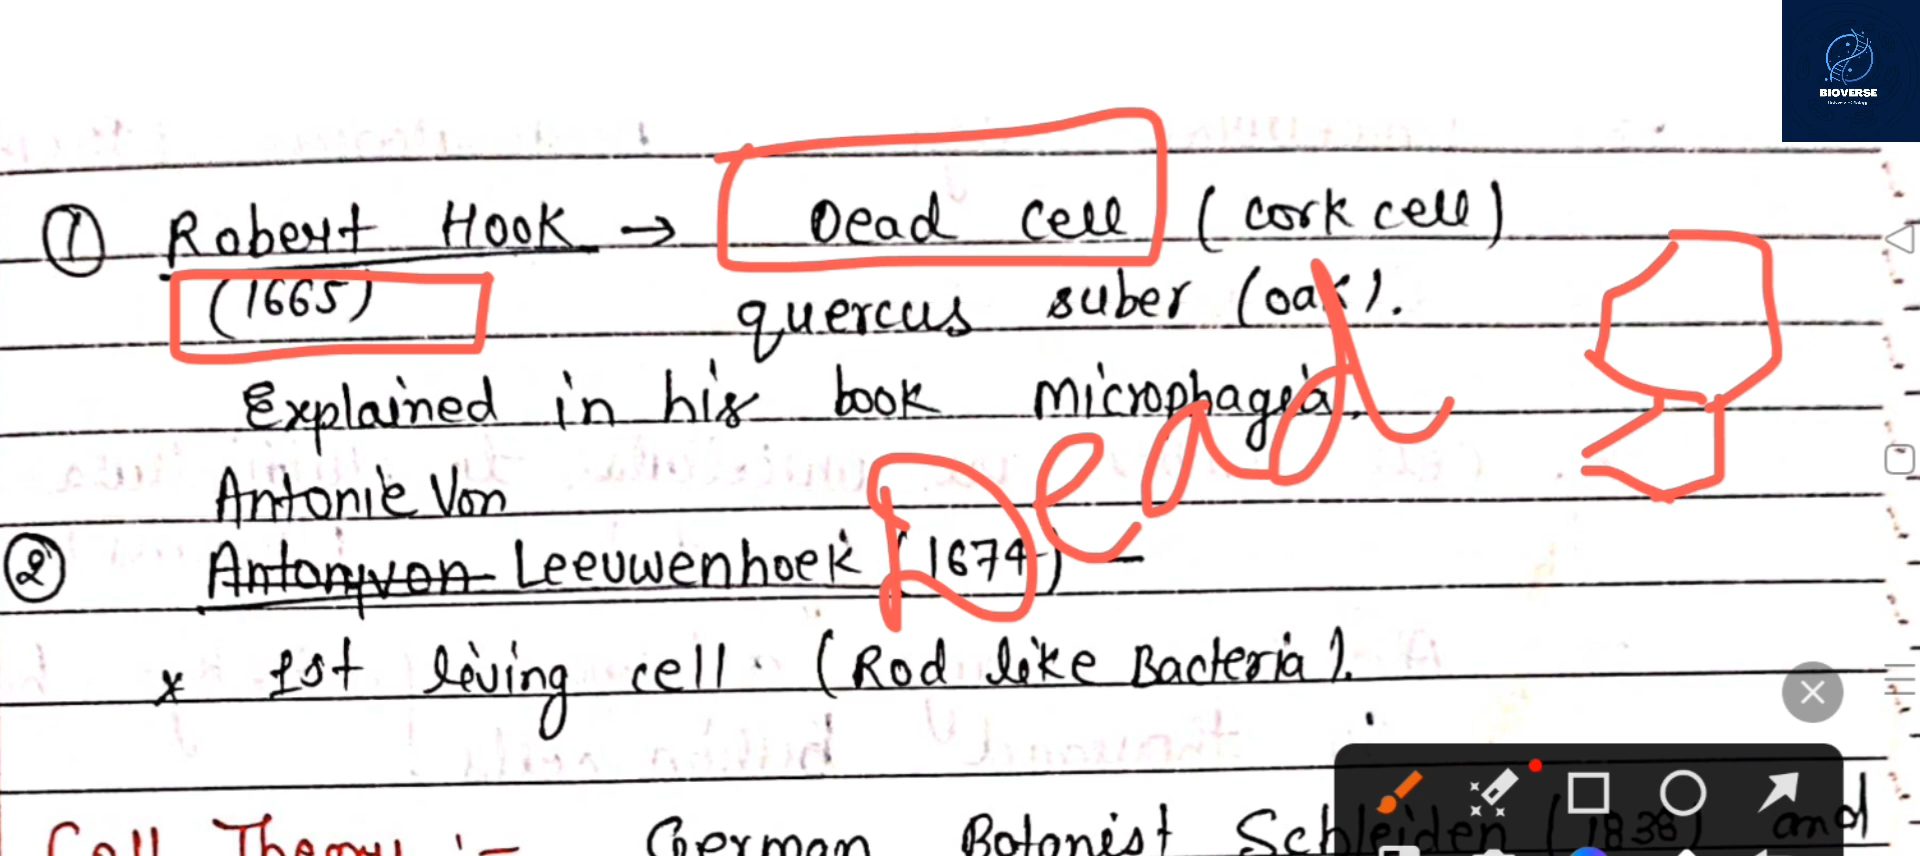 BIOVERSE
① Robert Hook → Dead cell (cork cell)
(1665) quercus suber (oak).
Explained in his book microphagia.
Dead
Antonie Von
② Antonyvon Leeuwenhoek (1674) –
x 1st living cell. (Rod like Bacteria).
Cell Theory :- German Botanist Schleiden (1838) and